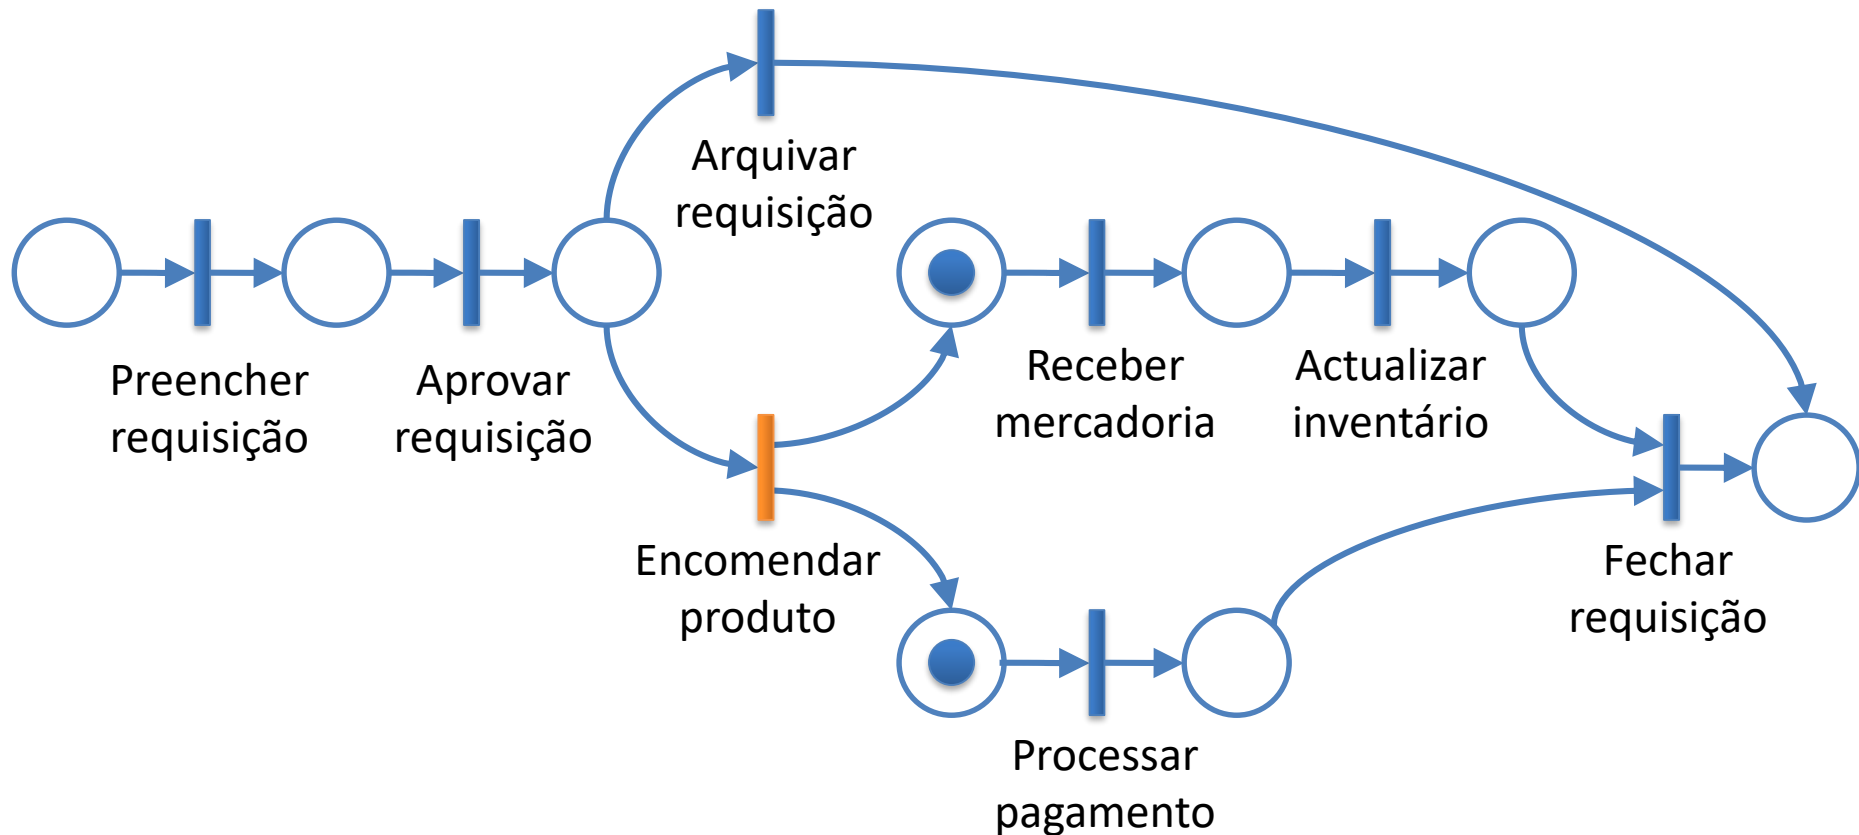 Arquivar
requisição
Preencher
requisição
Aprovar
requisição
Receber
mercadoria
Actualizar
inventário
Encomendar
produto
Fechar
requisição
Processar
pagamento